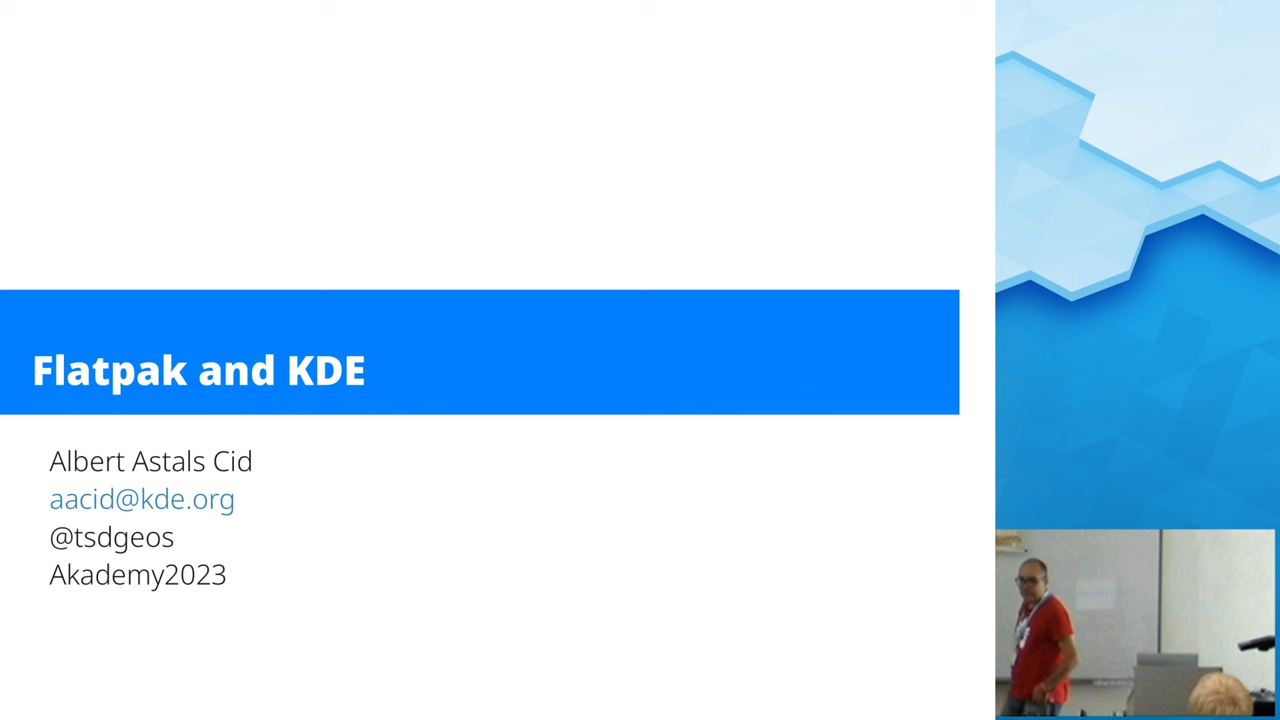 Flatpak and KDE
Albert Astals Cid
aacid@kde.org
@tsdgeos
Akademy2023